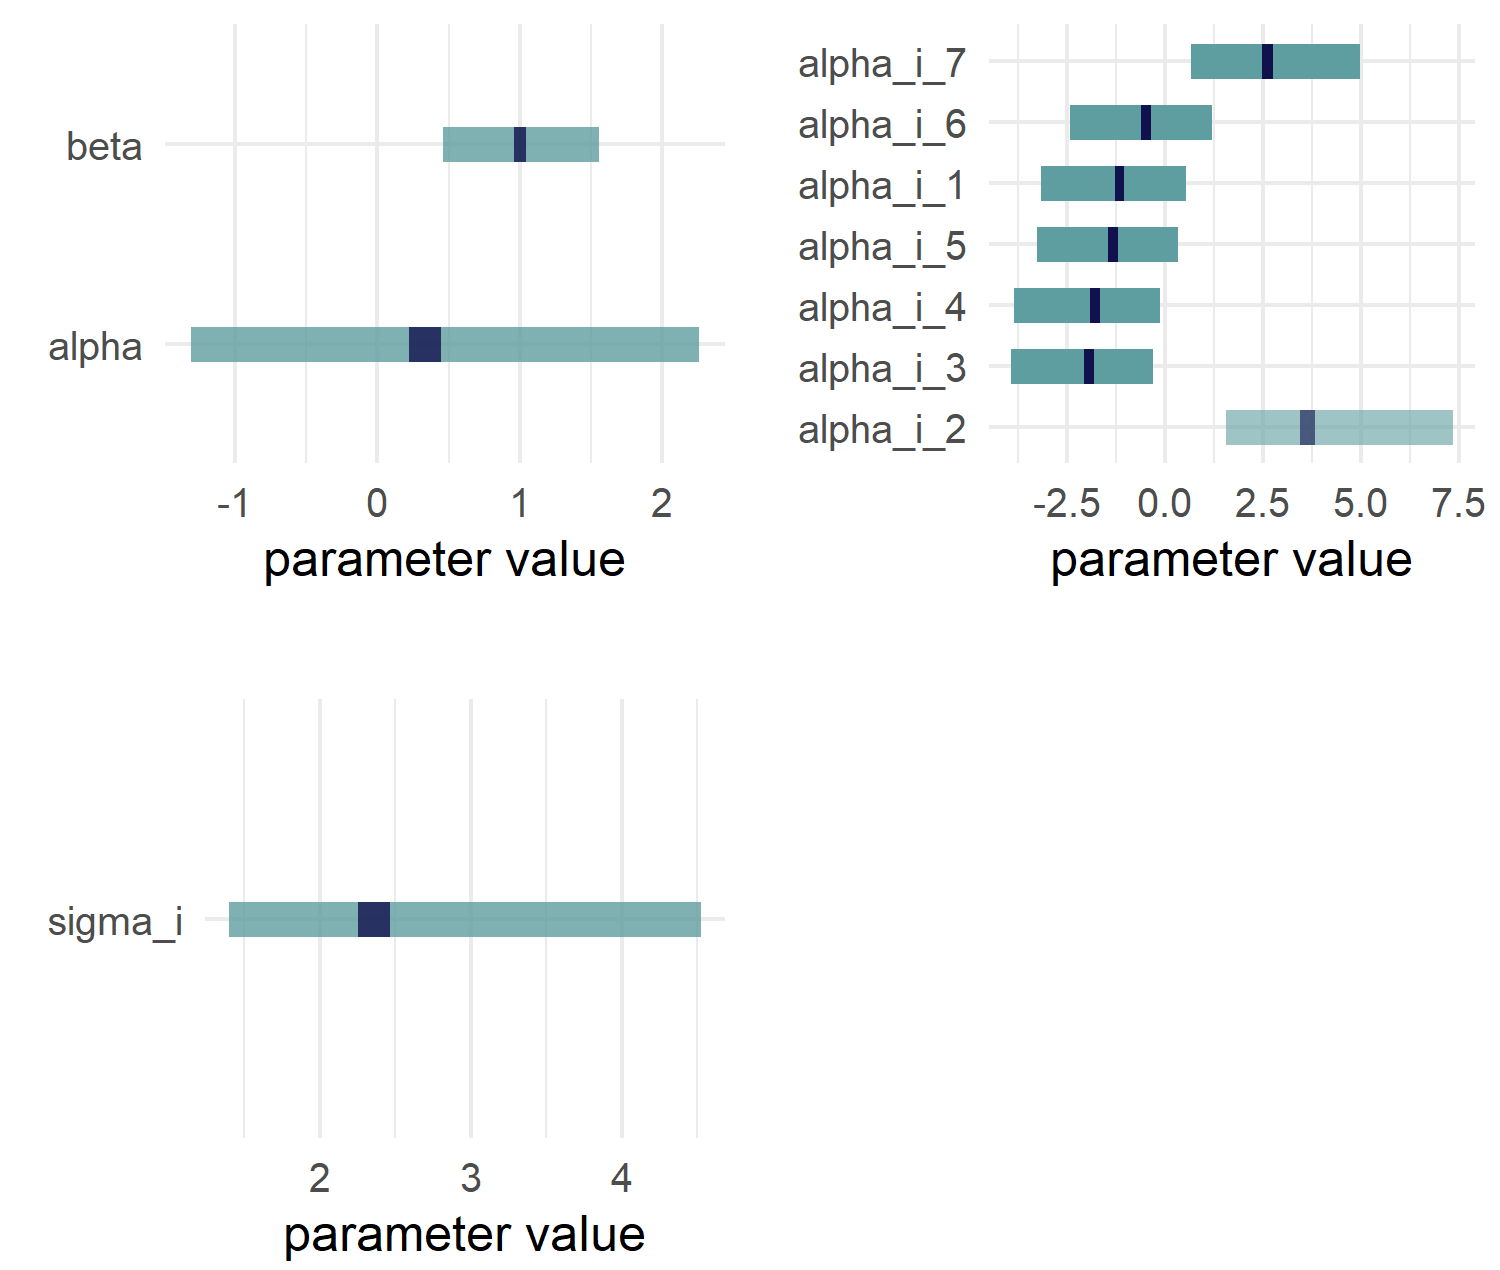 beta
alpha
-1 0 1 2
parameter value
alpha_i_7
alpha_i_6
alpha_i_1
alpha_i_5
alpha_i_4
alpha_i_3
alpha_i_2
-2.5 0.0 2.5 5.0 7.5
parameter value
sigma_i
2 3 4
parameter value